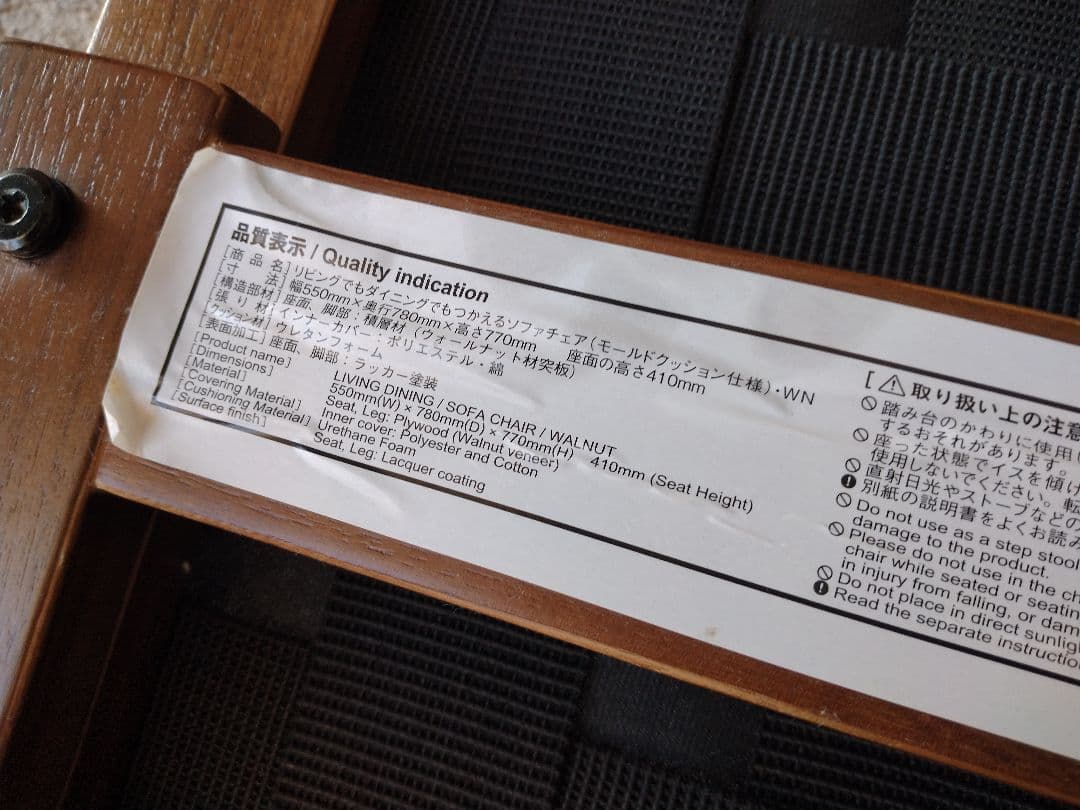 品質表示 / Quality indication
[商 品 名] リビングでもダイニングでもつかえるソファチェア(モールドクッション仕様)・WN
[寸 法] 幅550mm×奥行780mm×高さ770mm 座面の高さ410mm
[構造部材] 座面、脚部：積層材 (ウォールナット材突板)
[張 り 材] インナーカバー：ポリエステル・綿
[クッション材] ウレタンフォーム
[表面加工] 座面、脚部：ラッカー塗装
[Product name] LIVING DINING / SOFA CHAIR / WALNUT
[Dimensions] 550mm(W) × 780mm(D) × 770mm(H) 410mm (Seat Height)
[Material] Seat, Leg: Plywood (Walnut veneer)
[Covering Material] Inner cover: Polyester and Cotton
[Cushioning Material] Urethane Foam
[Surface finish] Seat, Leg: Lacquer coating
[⚠取り扱い上の注意
踏み台のかわりに使用し
するおそれがあります。
座った状態でイスを傾け
使用しないでください。転
直射日光やストーブなどの
別紙の説明書をよくお読み
Do not use as a step stool
damage to the product.
Please do not use in the ch
chair while seated or seatin
in injury from falling, or dam
Do not place in direct sunligh
Read the separate instructio